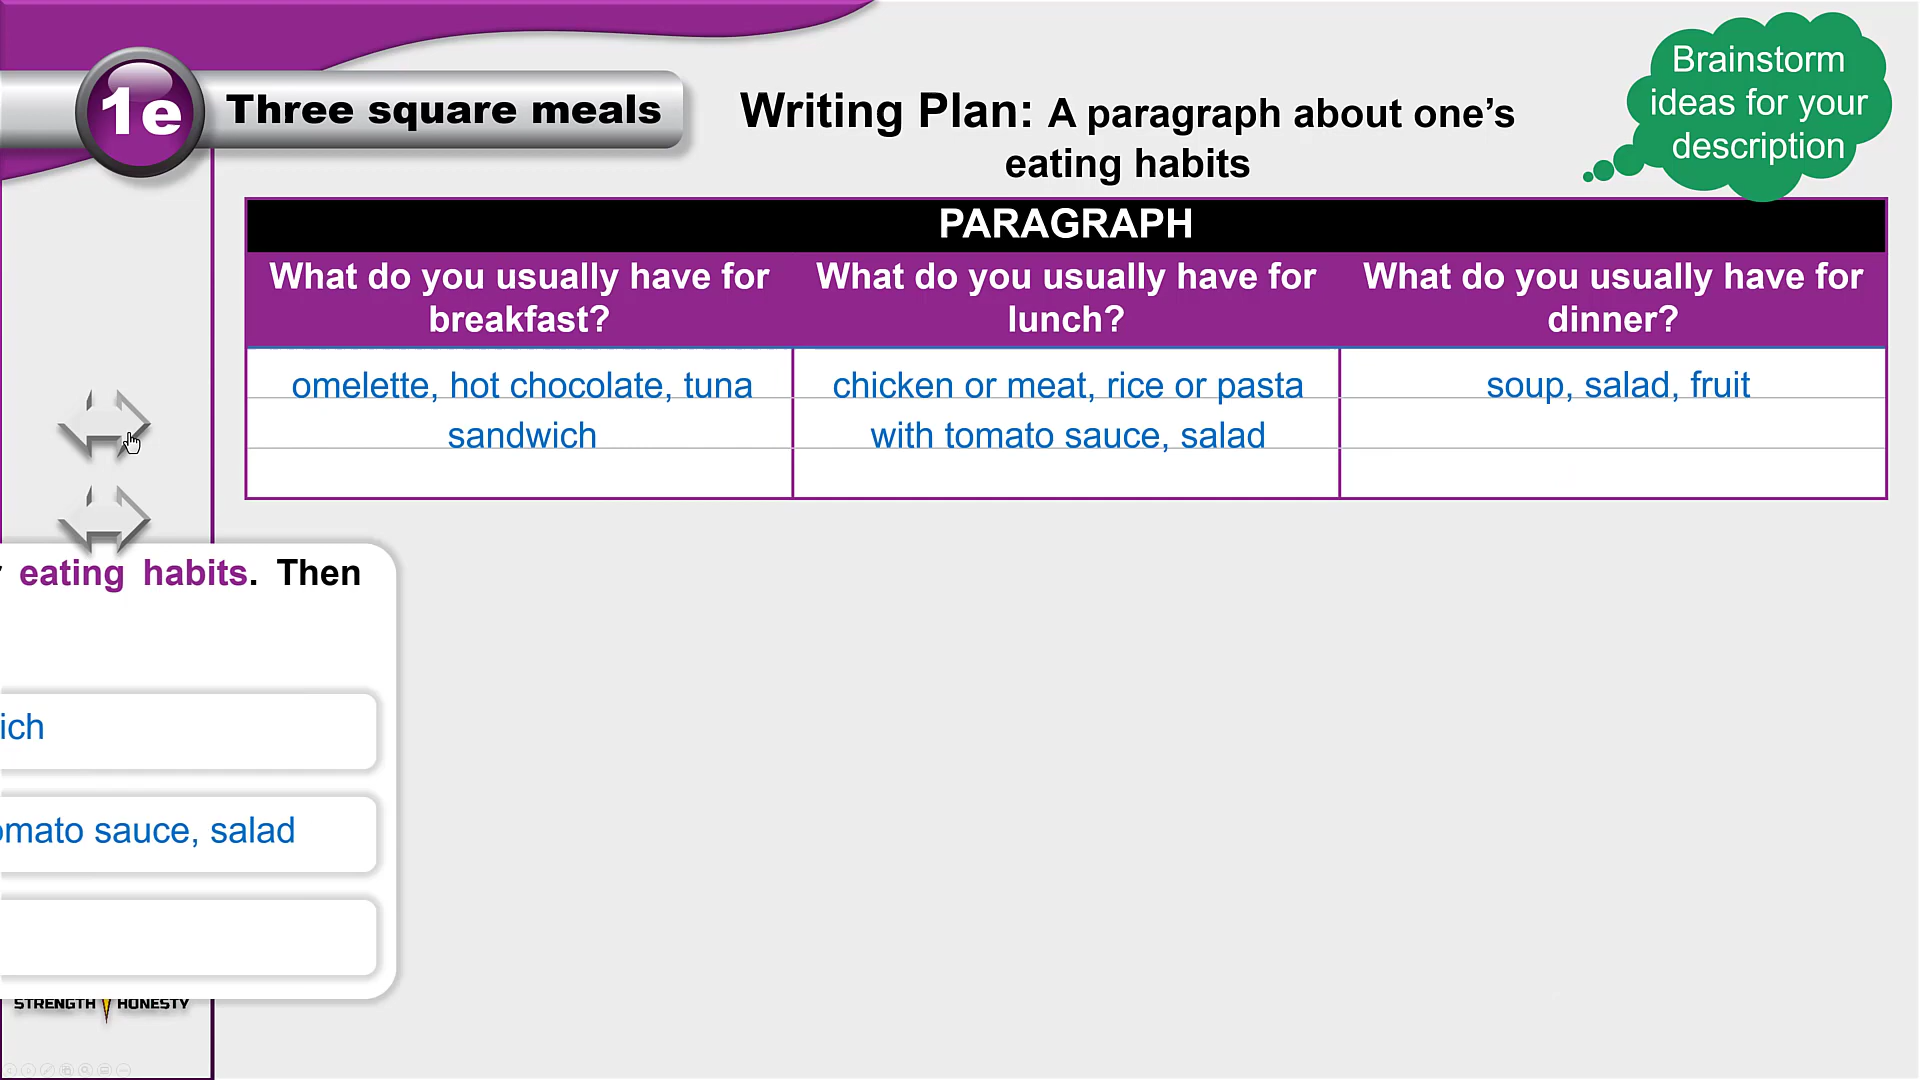 1e
Three square meals
Writing Plan: A paragraph about one’s
eating habits
Brainstorm
ideas for your
description
PARAGRAPH
What do you usually have for
breakfast?
What do you usually have for
lunch?
What do you usually have for
dinner?
omelette, hot chocolate, tuna
sandwich
chicken or meat, rice or pasta
with tomato sauce, salad
soup, salad, fruit
eating habits. Then
ich
omato sauce, salad
STRENGTH HONESTY